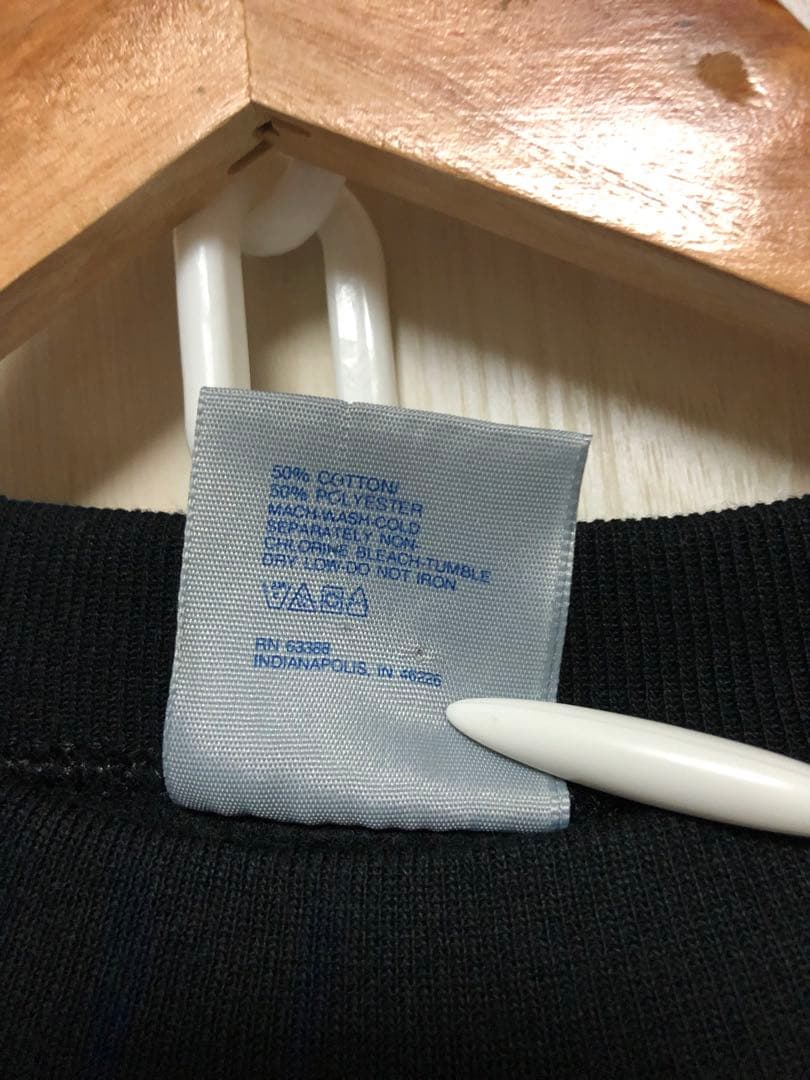 50% COTTON/
50% POLYESTER
MACH-WASH-COLD
SEPARATELY NON
CHLORINE BLEACH-TUMBLE
DRY LOW-DO NOT IRON
RN 63388
INDIANAPOLIS, IN 46226